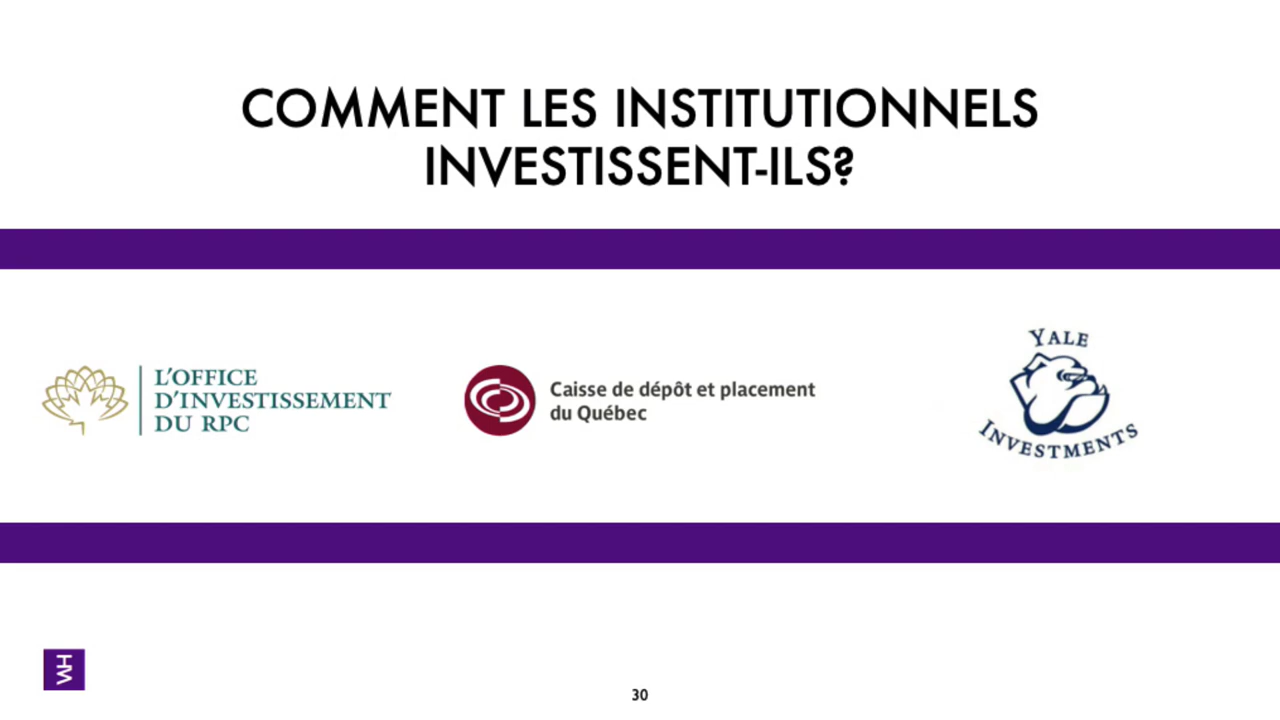 COMMENT LES INSTITUTIONNELS
INVESTISSENT-ILS?
L'OFFICE
D'INVESTISSEMENT
DU RPC
Caisse de dépôt et placement
du Québec
YALE
INVESTMENTS
WH
30